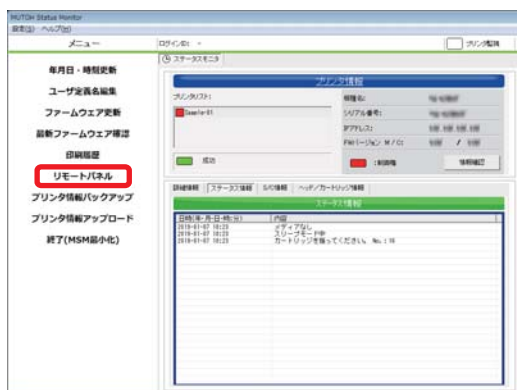 MUTOH Status Monitor
設定(S) ヘルプ(H)
メニュー
年月日・時刻更新
ユーザ定義名編集
ファームウェア更新
最新ファームウェア確認
印刷履歴
リモートパネル
プリンタ情報バックアップ
プリンタ情報アップロード
終了(MSM最小化)
ログインID: -
プリンタ監視
ステータスモニタ
プリンタ情報
プリンタリスト:
Sample-01
成功
機種名:
シリアル番号:
IPアドレス:
FWバージョン M / C:
/
:制御権
情報確認
詳細情報 ステータス情報 S/C情報 ヘッド/カートリッジ情報
ステータス情報
日時(年-月-日-時:分) 内容
2019-01-07 10:23 メディアなし
2019-01-07 10:23 スリープモード中
2019-01-07 10:23 カートリッジを振ってください。 No.:16